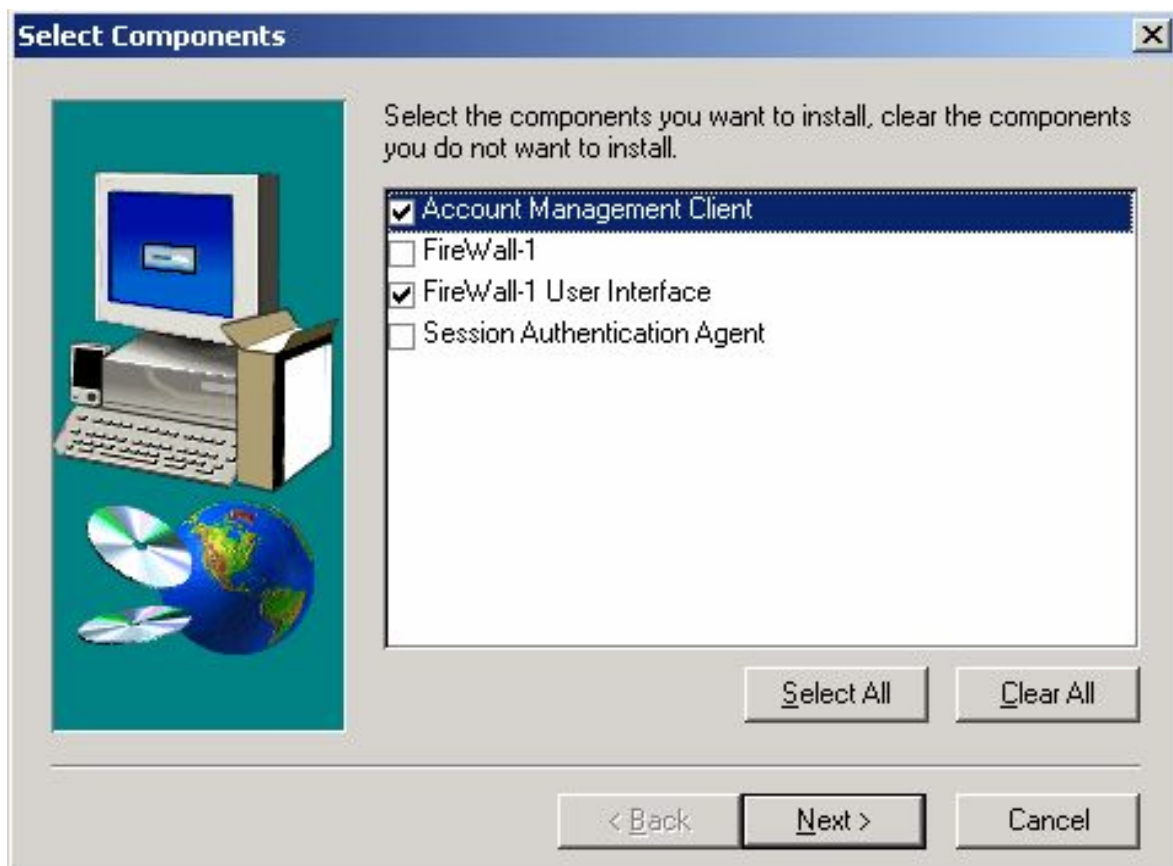 Select Components
Select the components you want to install, clear the components
you do not want to install.
Account Management Client
FireWall-1
FireWall-1 User Interface
Session Authentication Agent
Select All
Clear All
< Back
Next >
Cancel